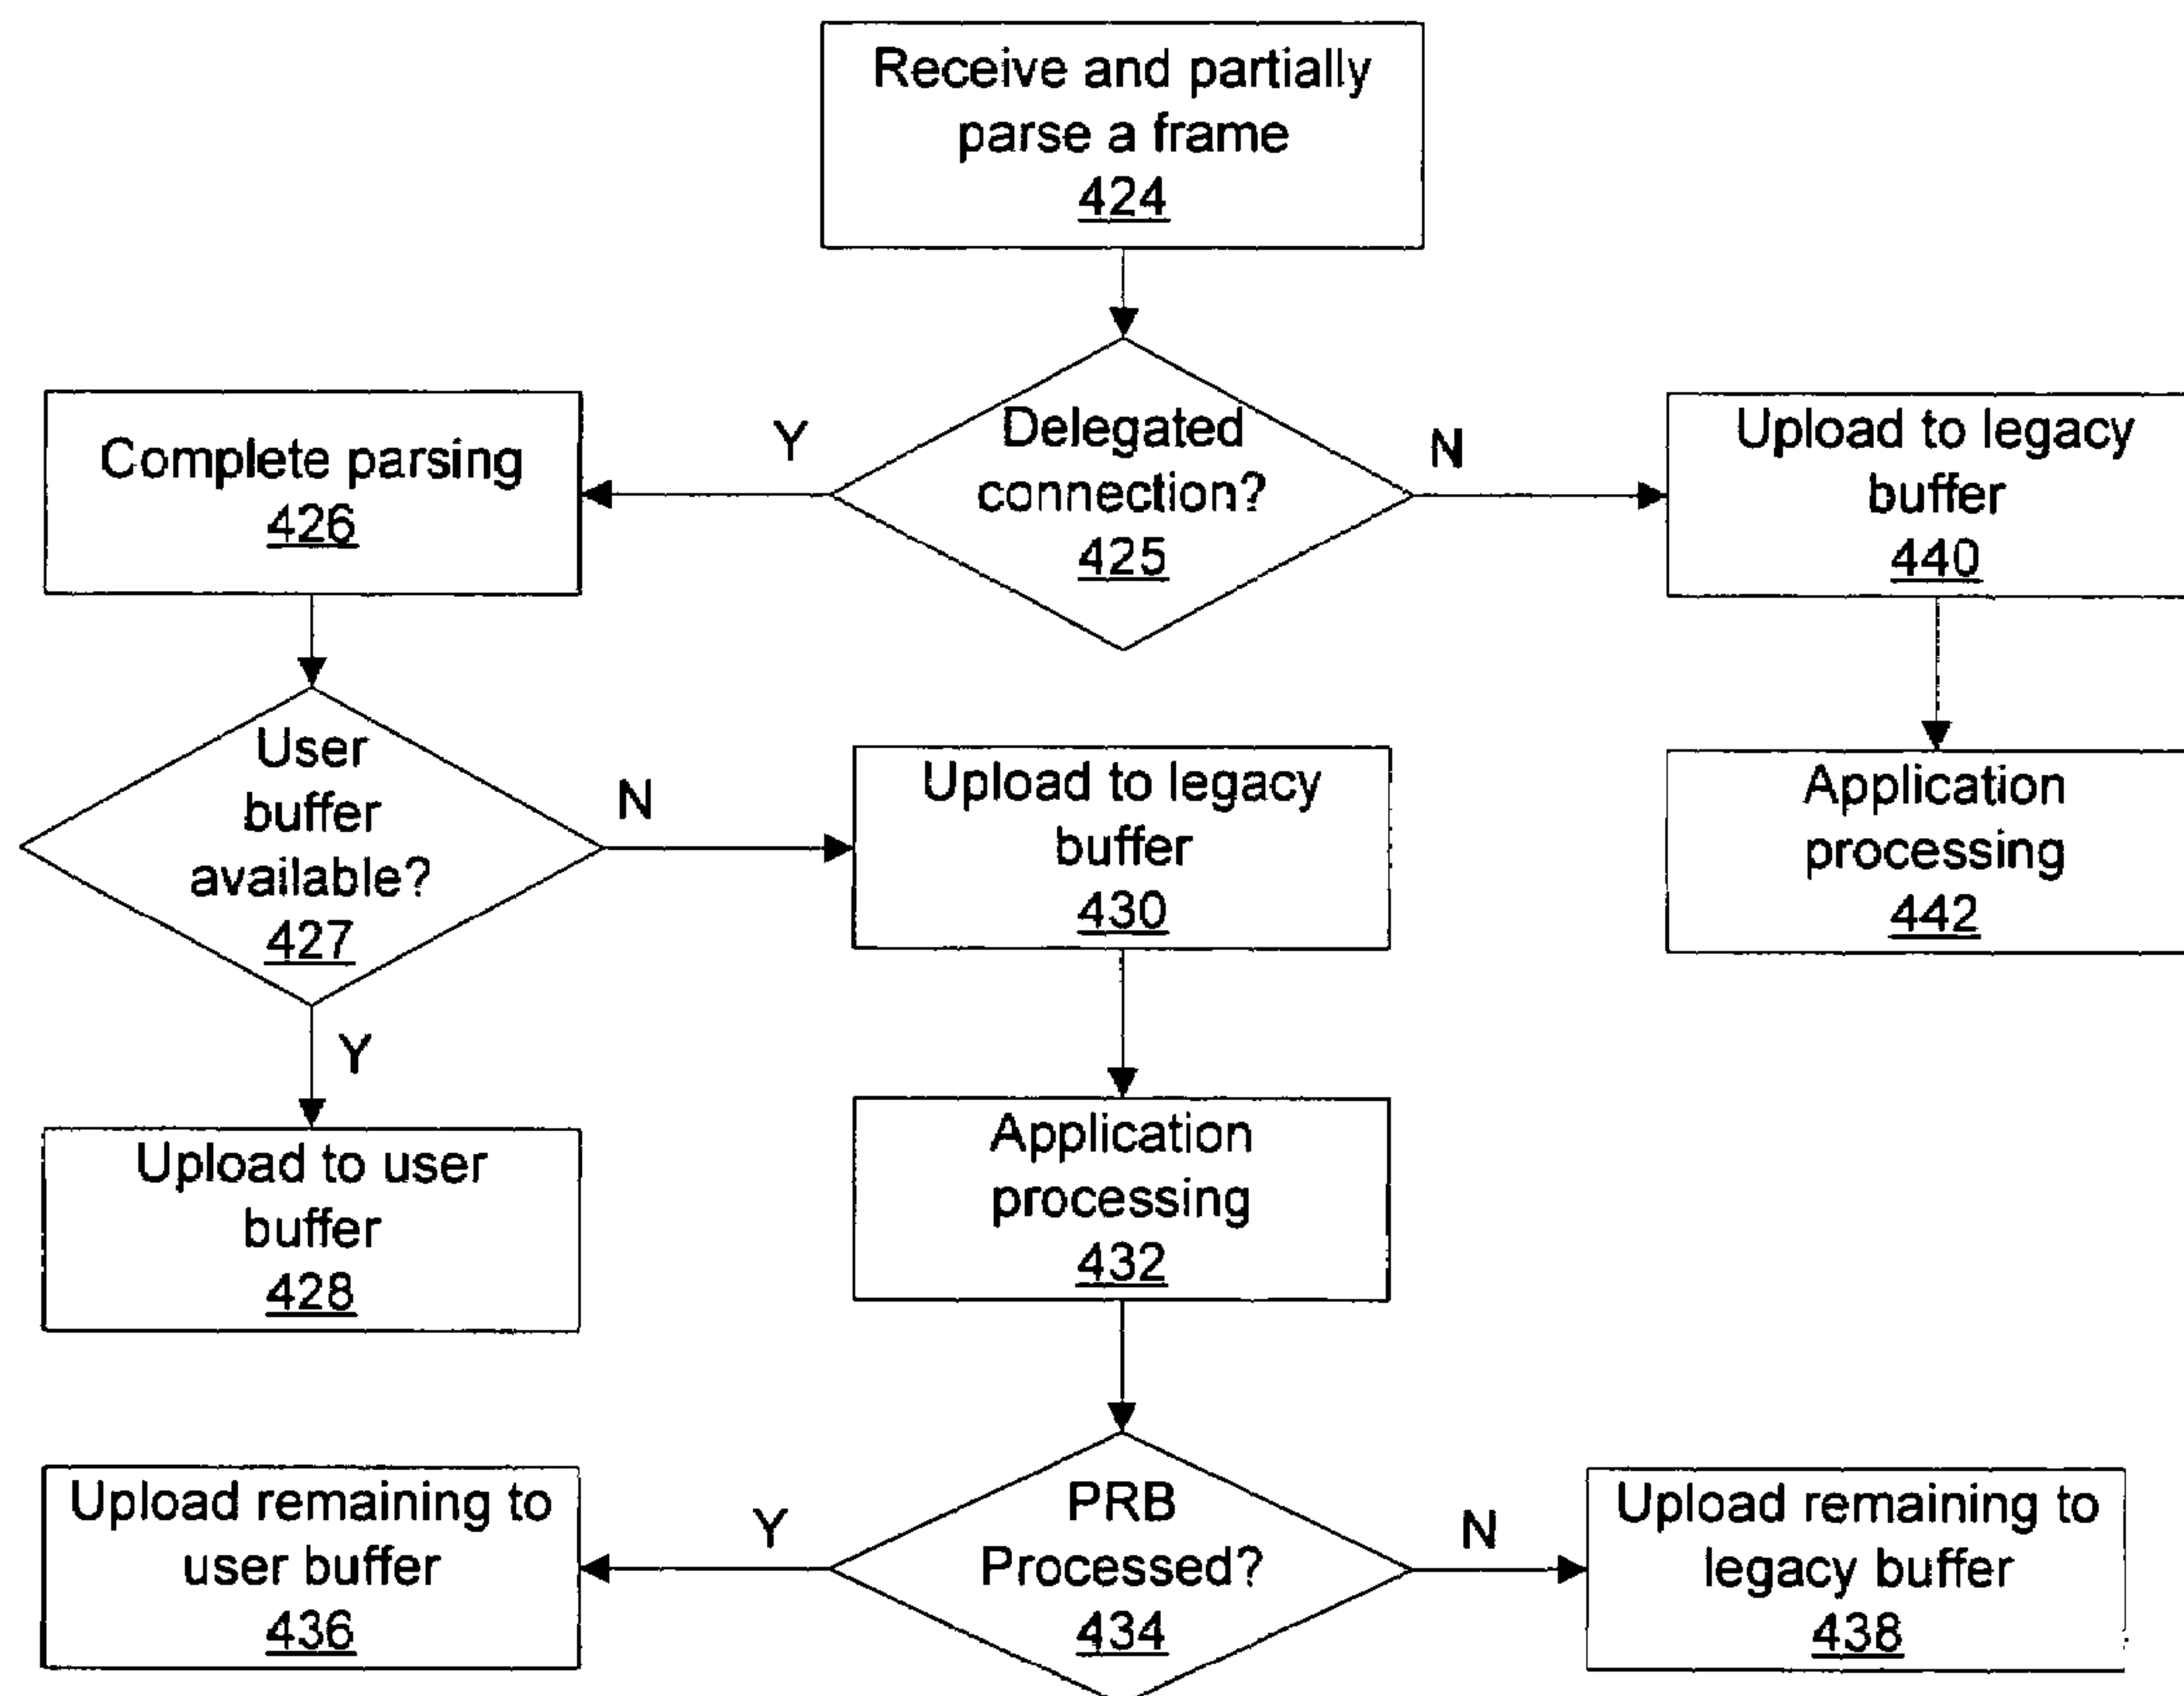 Receive and partially
parse a frame
424
Delegated
connection?
425
Y
N
Complete parsing
426
Upload to legacy
buffer
440
User
buffer
available?
427
N
Y
Upload to legacy
buffer
430
Application
processing
442
Upload to user
buffer
428
Application
processing
432
PRB
Processed?
434
Y
N
Upload remaining to
user buffer
436
Upload remaining to
legacy buffer
438